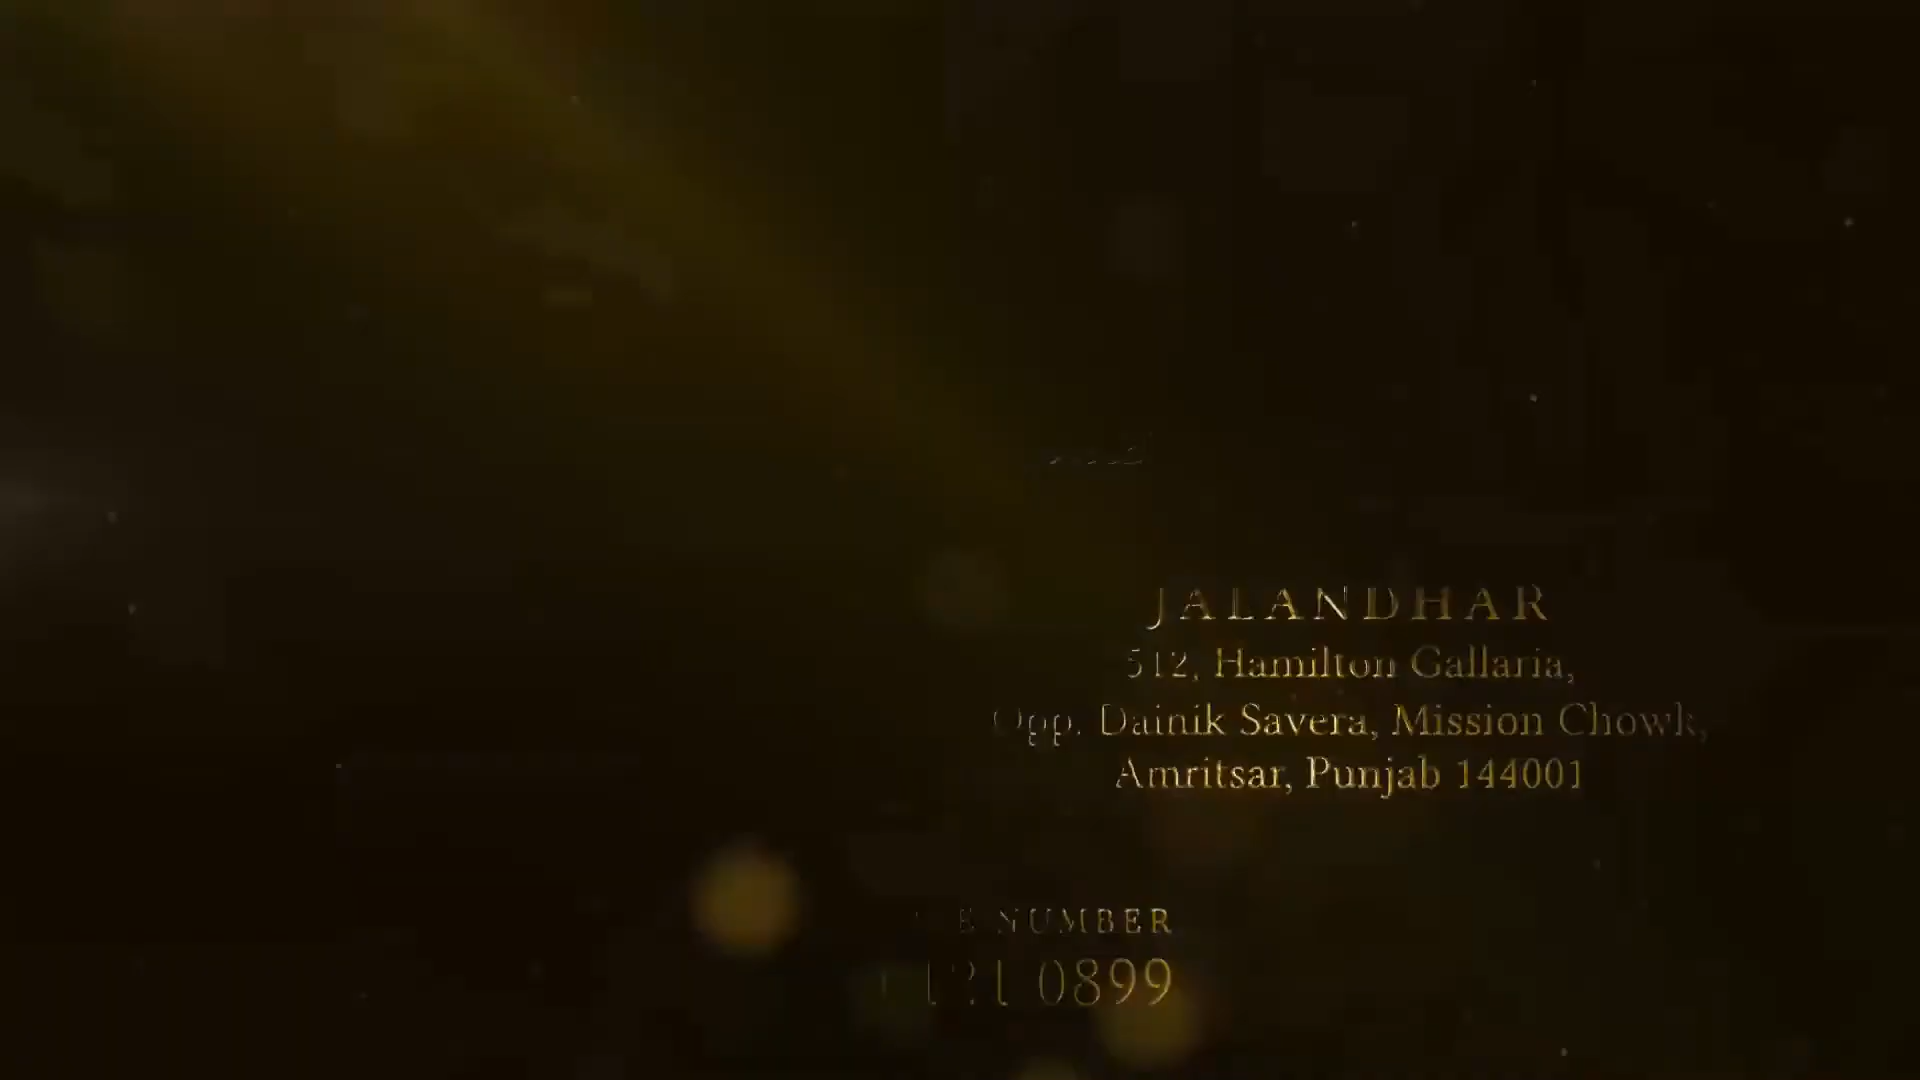 JALANDHAR
512, Hamilton Gallaria,
Opp. Dainik Savera, Mission Chowk,
Amritsar, Punjab 144001
NUMBER
0899